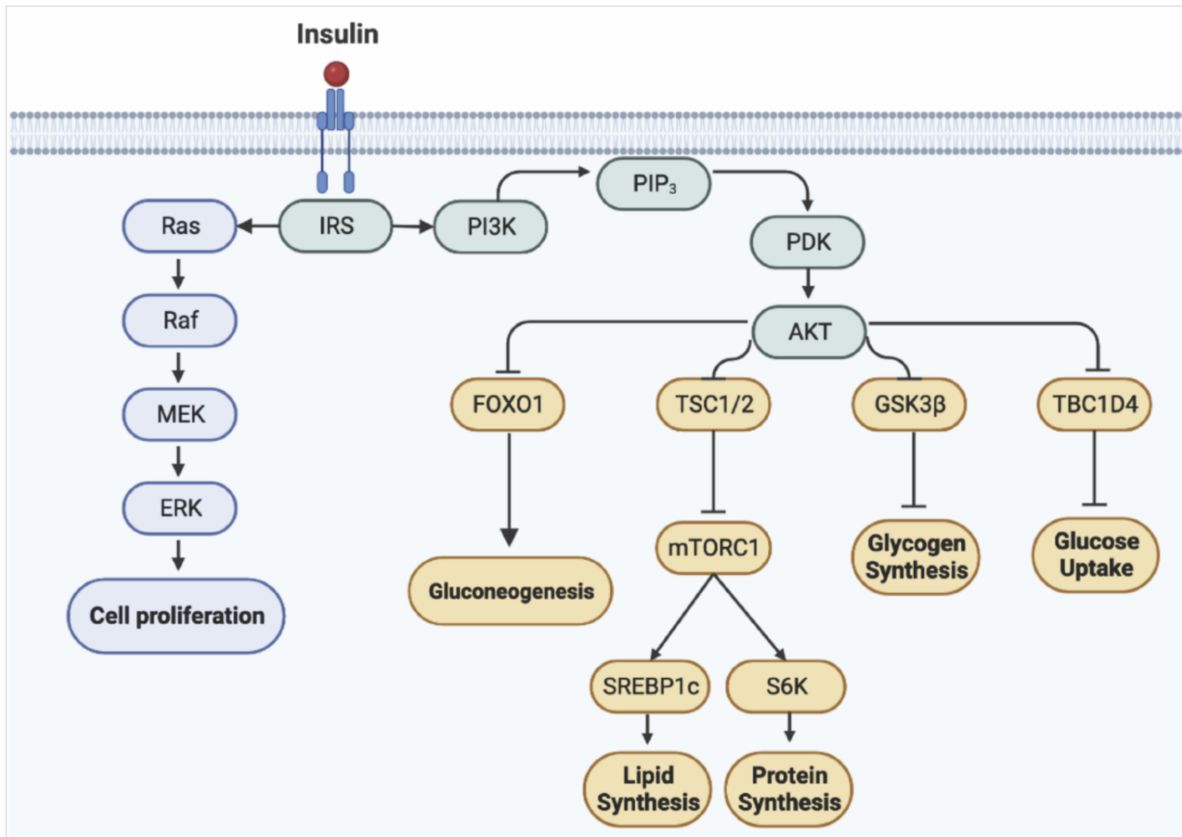 Insulin
PIP₃
Ras
IRS
PI3K
PDK
Raf
AKT
MEK
FOXO1
TSC1/2
GSK3β
TBC1D4
ERK
mTORC1
Glycogen
Synthesis
Glucose
Uptake
Gluconeogenesis
Cell proliferation
SREBP1c
S6K
Lipid
Synthesis
Protein
Synthesis